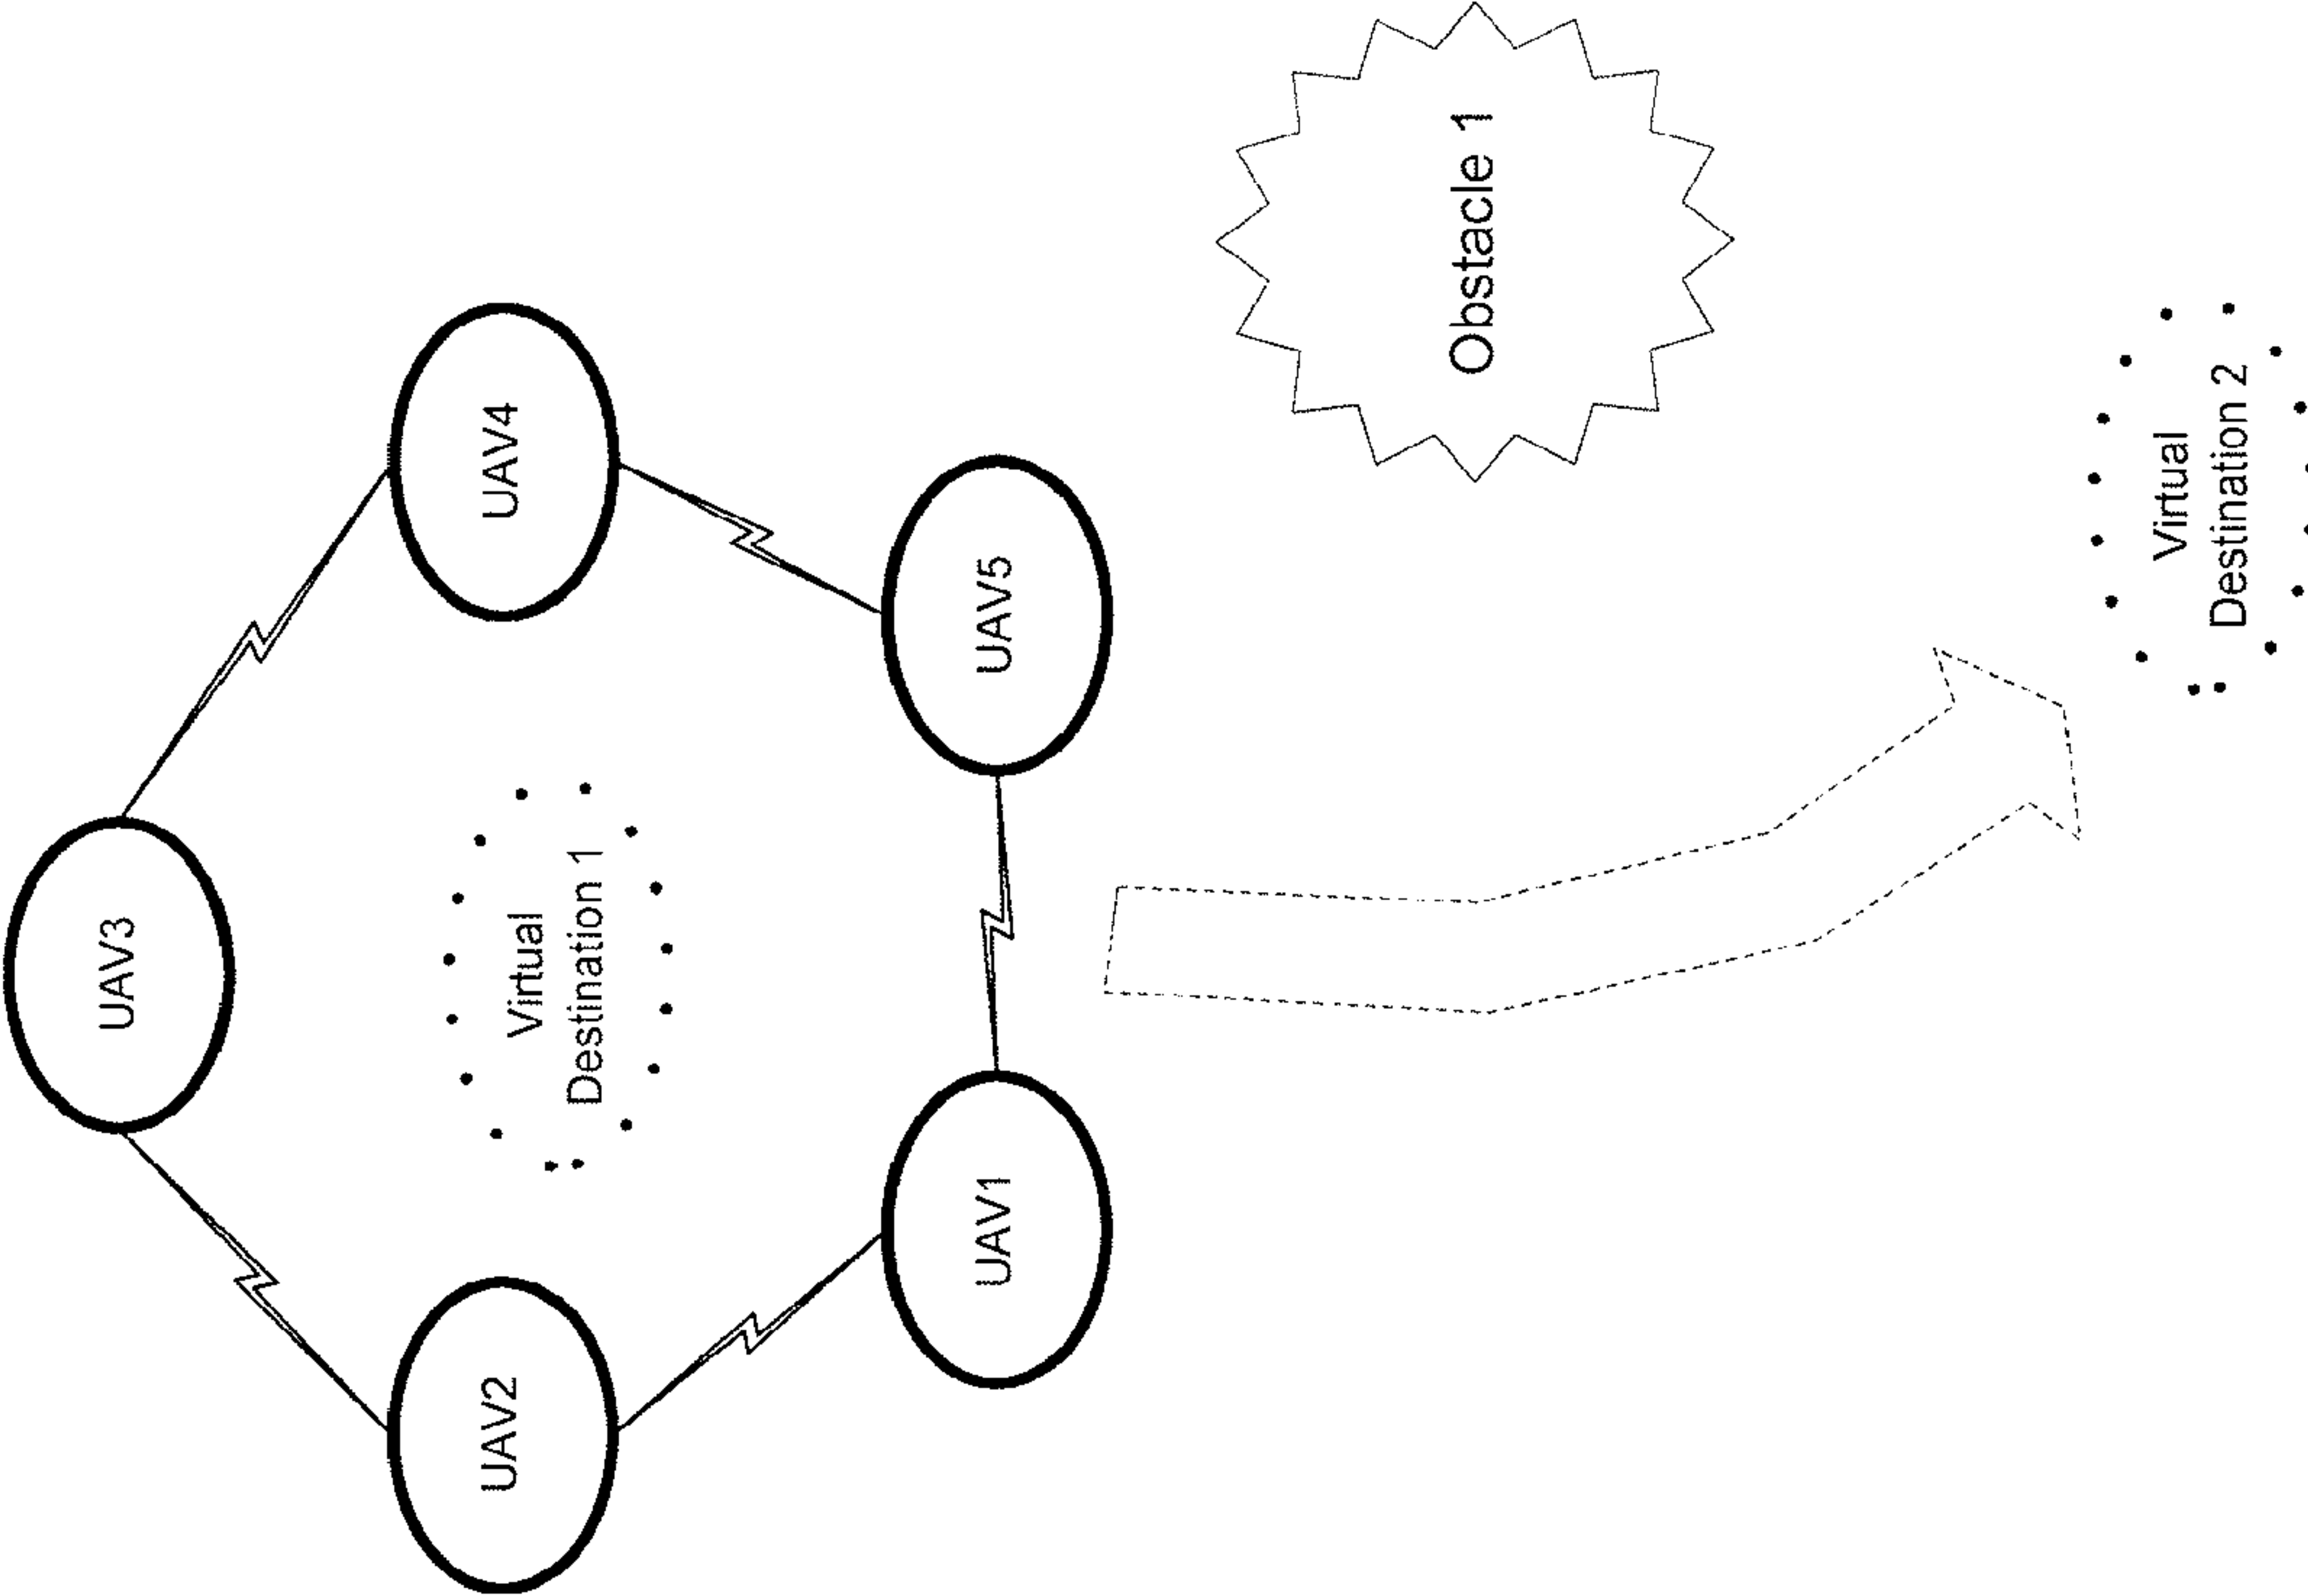 UAV3
UAV4
UAV2
Virtual
Destination 1
UAV5
UAV1
Obstacle 1
Virtual
Destination 2